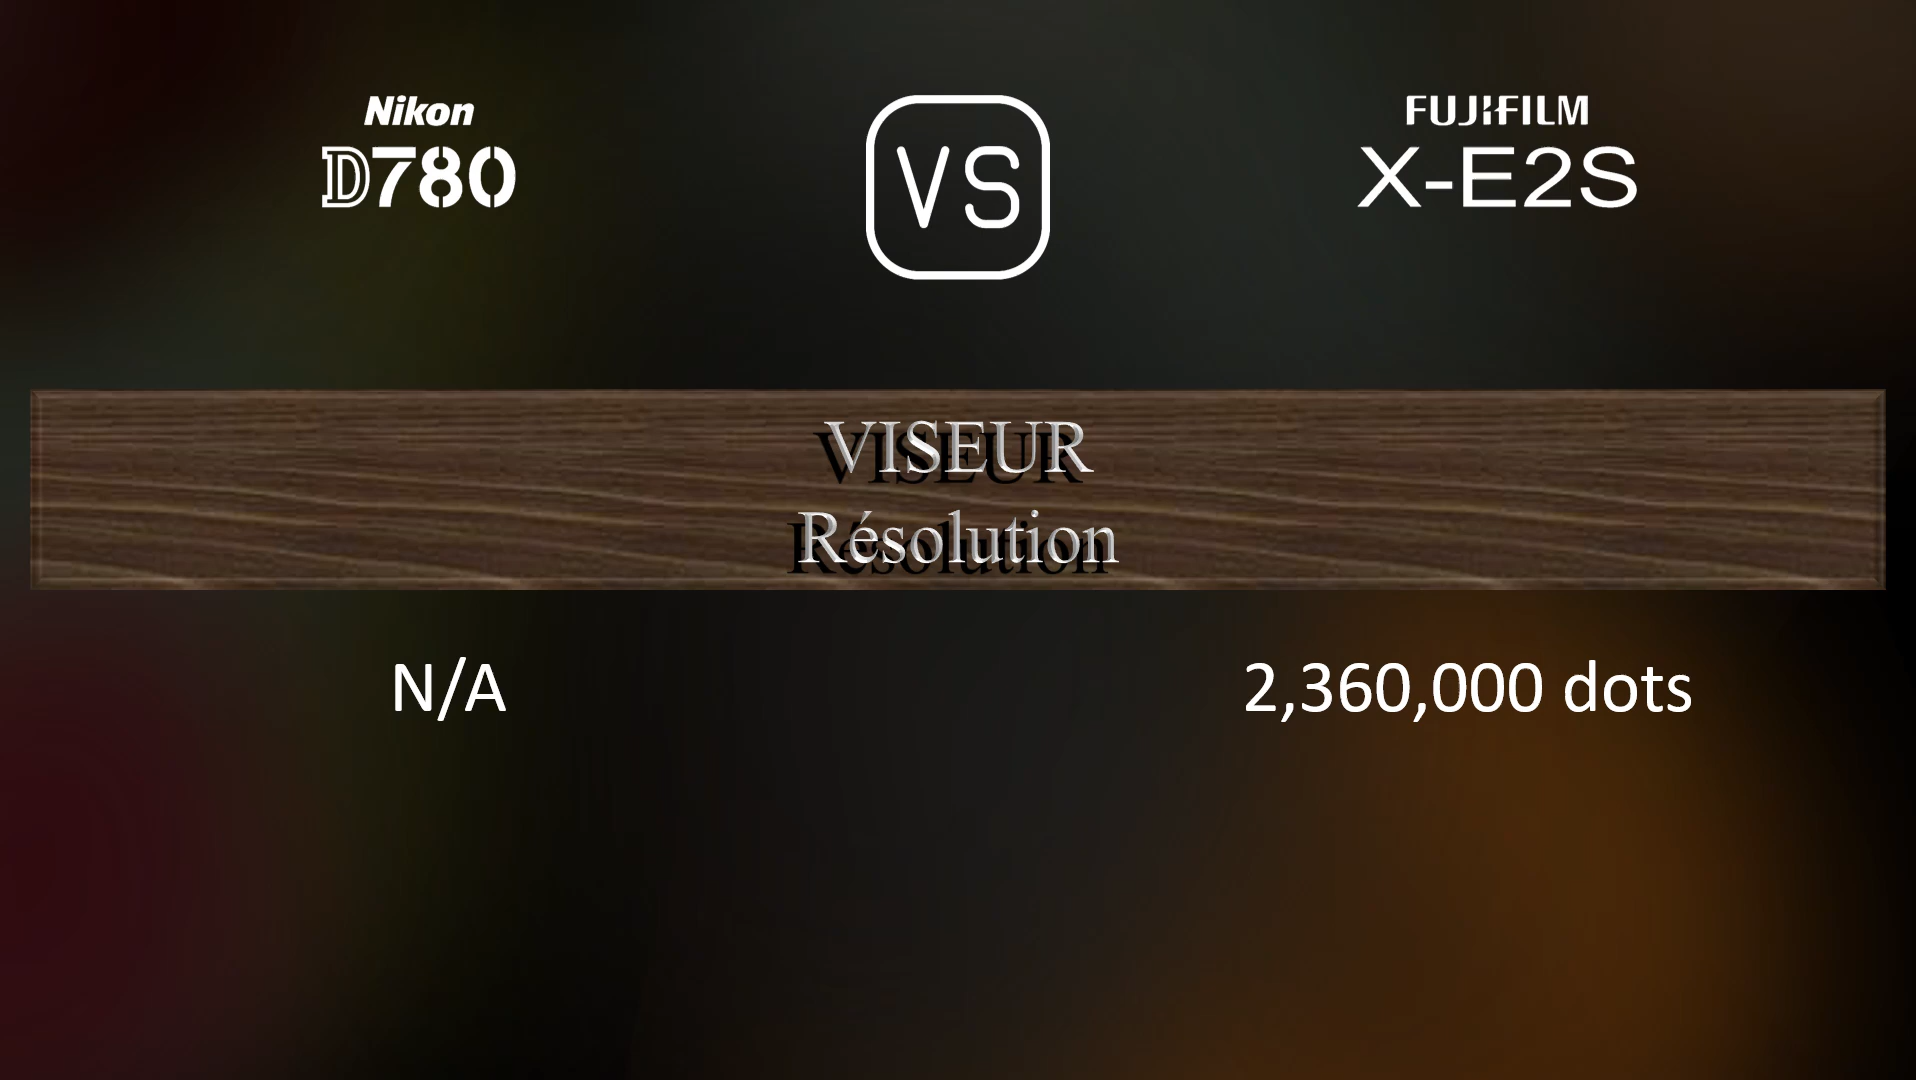 Nikon
D780
VS
FUJIFILM
X-E2S
VISEUR
Résolution
N/A
2,360,000 dots